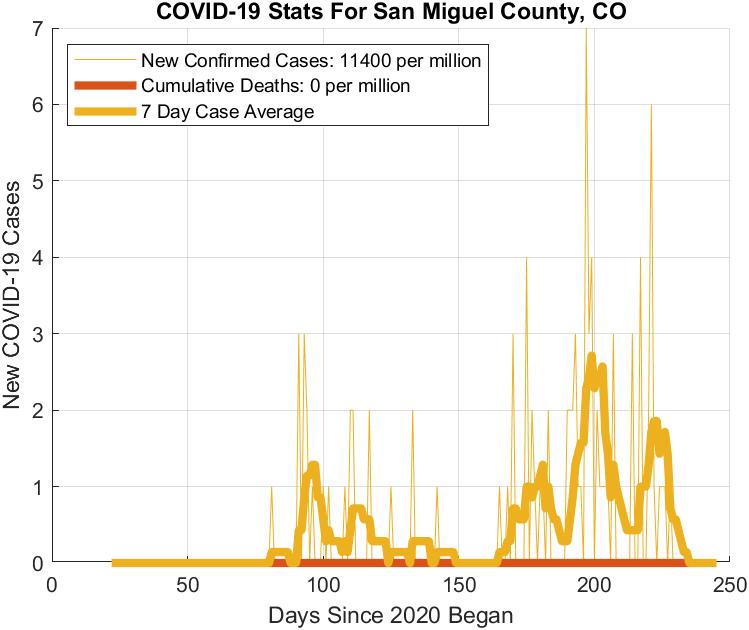 COVID-19 Stats For San Miguel County, CO
New Confirmed Cases: 11400 per million
Cumulative Deaths: 0 per million
7 Day Case Average
New COVID-19 Cases
7
6
5
4
3
2
1
0
0 50 100 150 200 250
Days Since 2020 Began